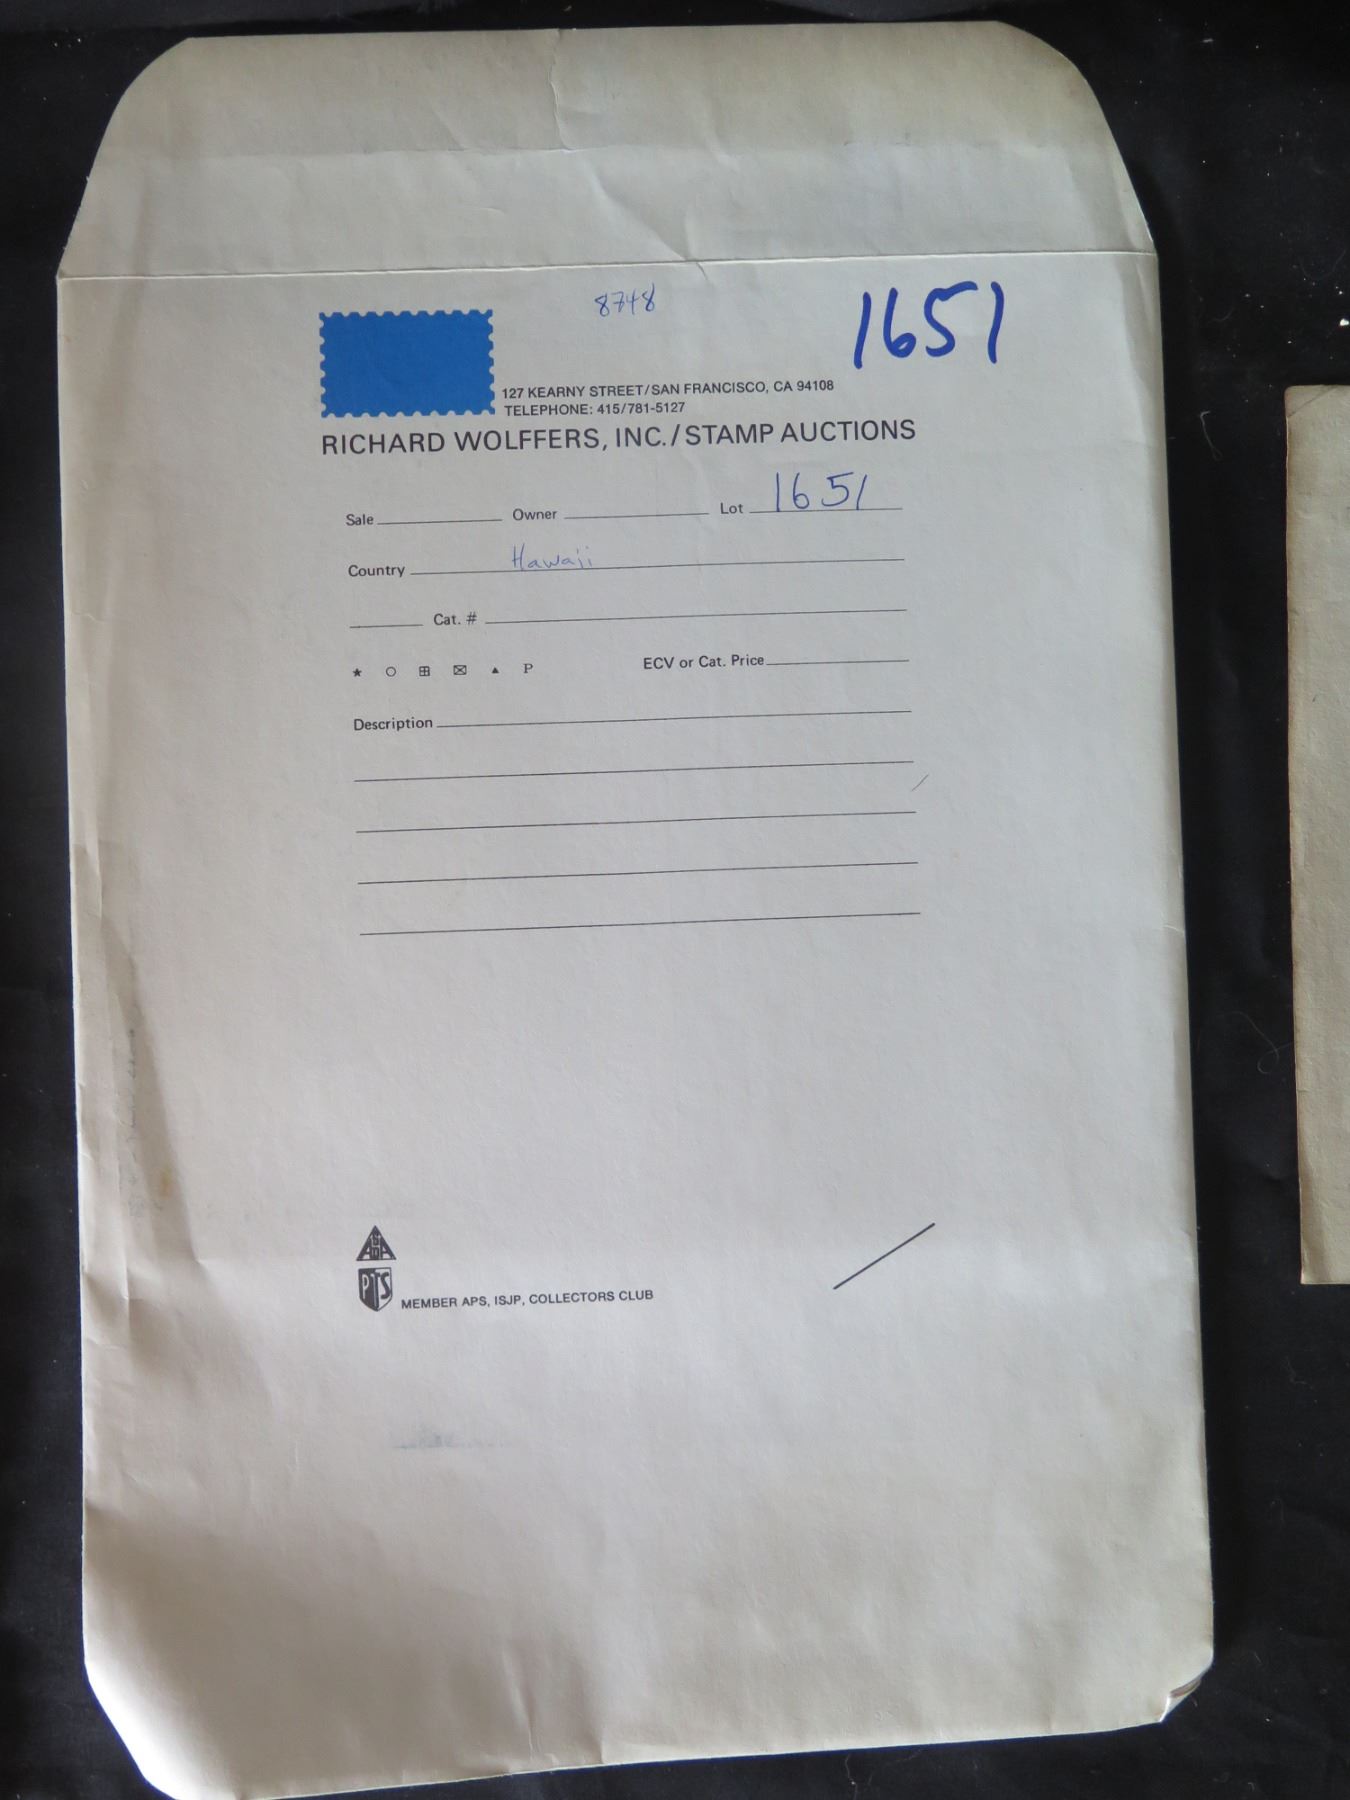 8748
1651
127 KEARNY STREET/SAN FRANCISCO, CA 94108
TELEPHONE: 415/781-5127
RICHARD WOLFFERS, INC./STAMP AUCTIONS
Sale Owner Lot 1651
Country Hawaii
Cat. #
P ECV or Cat. Price
Description
PTS
MEMBER APS, ISJP, COLLECTORS CLUB